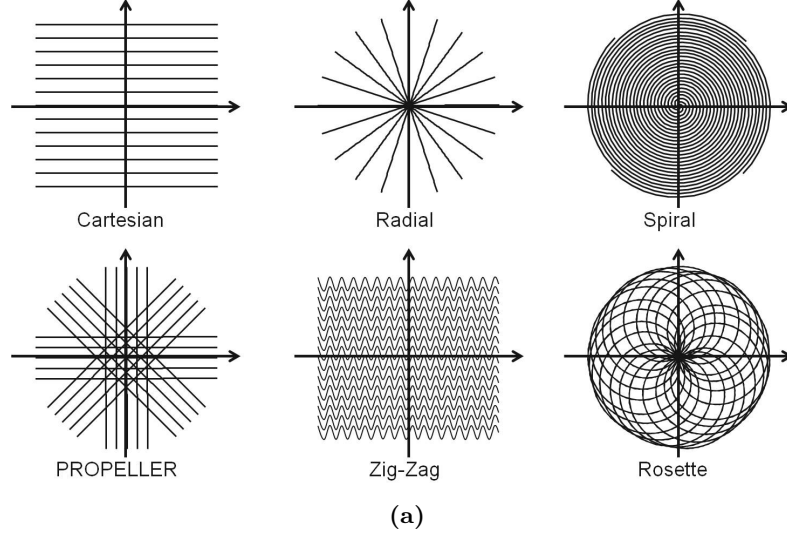 Cartesian
Radial
Spiral
PROPELLER
Zig-Zag
Rosette
(a)